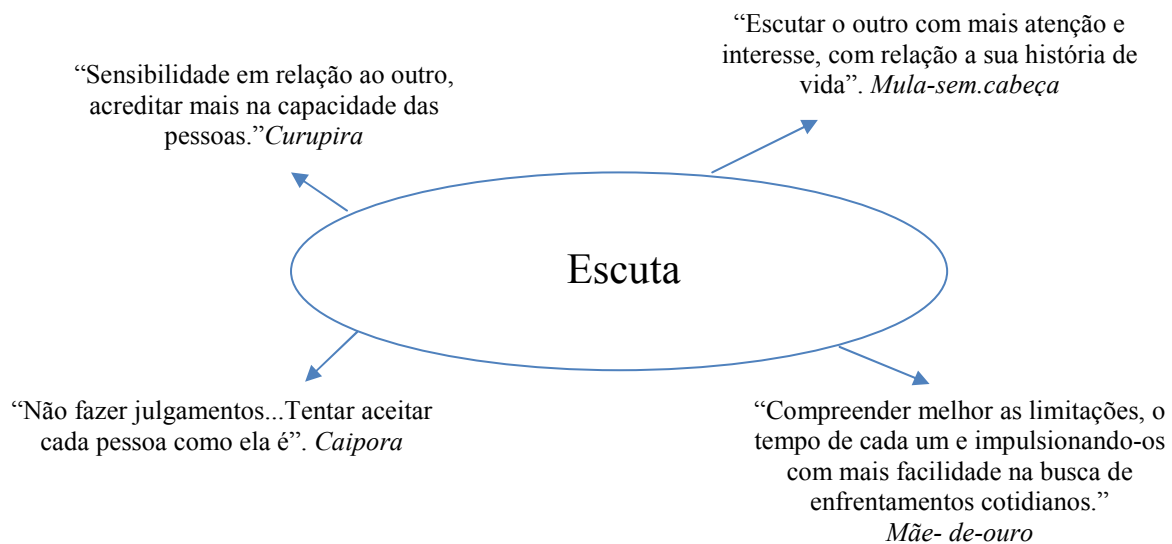 “Sensibilidade em relação ao outro,
acreditar mais na capacidade das
pessoas.”Curupira
“Escutar o outro com mais atenção e
interesse, com relação a sua história de
vida”. Mula-sem.cabeça
Escuta
“Não fazer julgamentos...Tentar aceitar
cada pessoa como ela é”. Caipora
“Compreender melhor as limitações, o
tempo de cada um e impulsionando-os
com mais facilidade na busca de
enfrentamentos cotidianos.”
Mãe- de-ouro